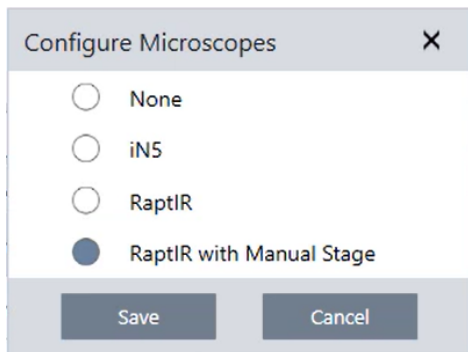 Configure Microscopes
None
iN5
RaptIR
RaptIR with Manual Stage
Save Cancel